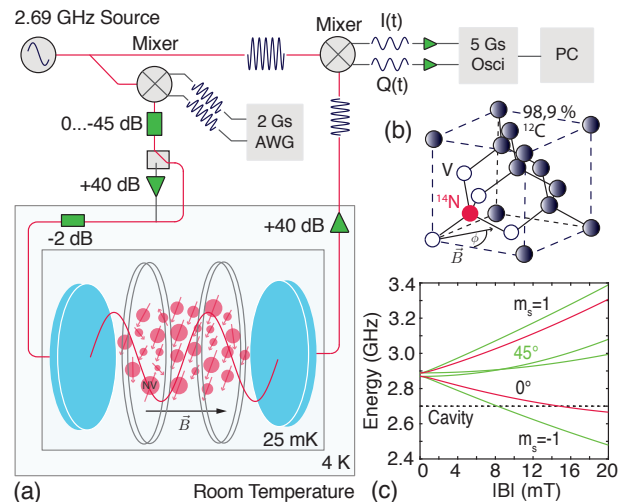 2.69 GHz Source
Mixer
Mixer
I(t)
Q(t)
5 Gs
Osci
PC
0...-45 dB
2 Gs
AWG
+40 dB
-2 dB
+40 dB
NV
B
25 mK
4 K
(a)
Room Temperature
(b)
98,9 %
12C
V
14N
B
ϕ
3.4
3.2
3.0
2.8
2.6
2.4
Energy (GHz)
ms=1
45°
0°
Cavity
ms=-1
0
4
8
12
16
20
(c)
|B| (mT)